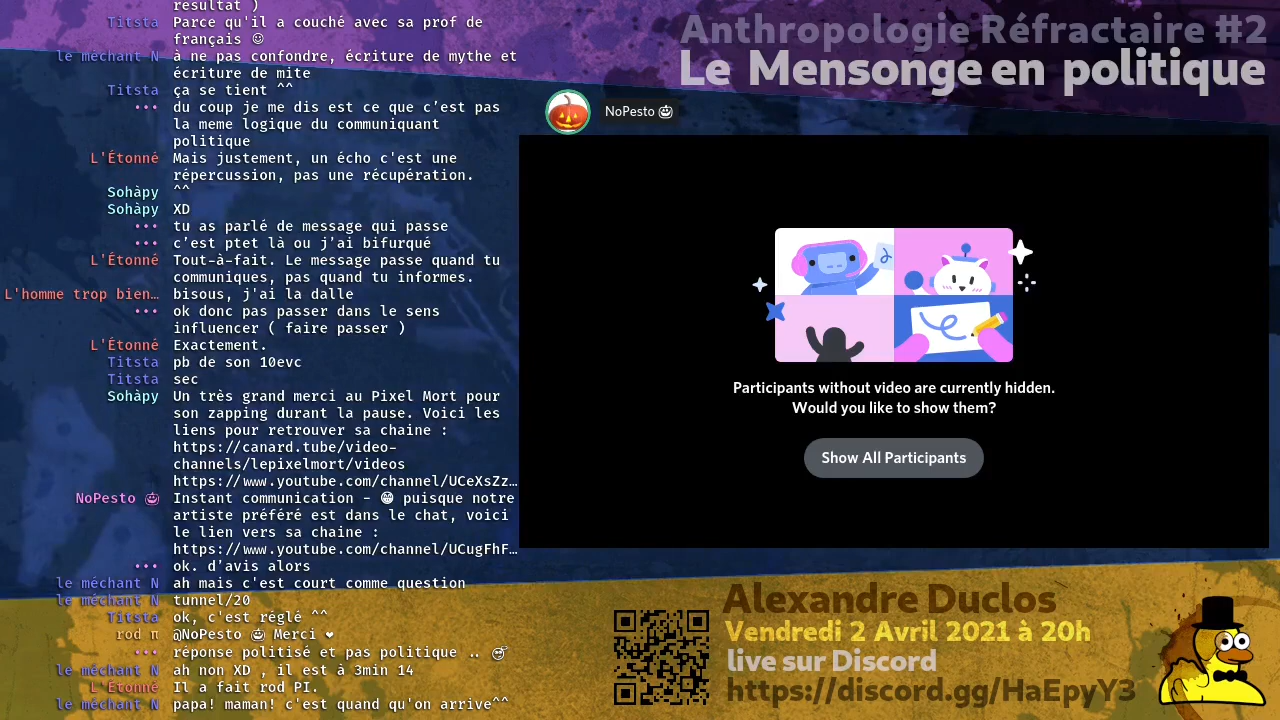 résultat )
Titsta Parce qu'il a couché avec sa prof de
français
le méchant N à ne pas confondre, écriture de mythe et
écriture de mite
Titsta ça se tient ^^
••• du coup je me dis est ce que c'est pas
la meme logique du communiquant
politique
L'Étonné Mais justement, un écho c'est une
répercussion, pas une récupération.
Sohàpy ^^
Sohàpy XD
••• tu as parlé de message qui passe
••• c'est ptet là ou j'ai bifurqué
L'Étonné Tout-à-fait. Le message passe quand tu
communiques, pas quand tu informes.
L'homme trop bien… bisous, j'ai la dalle
••• ok donc pas passer dans le sens
influencer ( faire passer )
L'Étonné Exactement.
Titsta pb de son 10evc
Titsta sec
Sohàpy Un très grand merci au Pixel Mort pour
son zapping durant la pause. Voici les
liens pour retrouver sa chaine :
https://canard.tube/video-
channels/lepixelmort/videos
https://www.youtube.com/channel/UCeXsZz…
NoPesto 🎃 Instant communication - 😁 puisque notre
artiste préféré est dans le chat, voici
le lien vers sa chaine :
https://www.youtube.com/channel/UCugFhF…
••• ok. d'avis alors
le méchant N ah mais c'est court comme question
le méchant N tunnel/20
Titsta ok, c'est réglé ^^
rod π @NoPesto 🎃 Merci ❤
••• réponse politisé et pas politique ..
le méchant N ah non XD , il est à 3min 14
L'Étonné Il a fait rod PI.
le méchant N papa! maman! c'est quand qu'on arrive^^
Anthropologie Réfractaire #2
Le Mensonge en politique
NoPesto 🎃
Participants without video are currently hidden.
Would you like to show them?
Show All Participants
Alexandre Duclos
Vendredi 2 Avril 2021 à 20h
live sur Discord
https://discord.gg/HaEpyY3